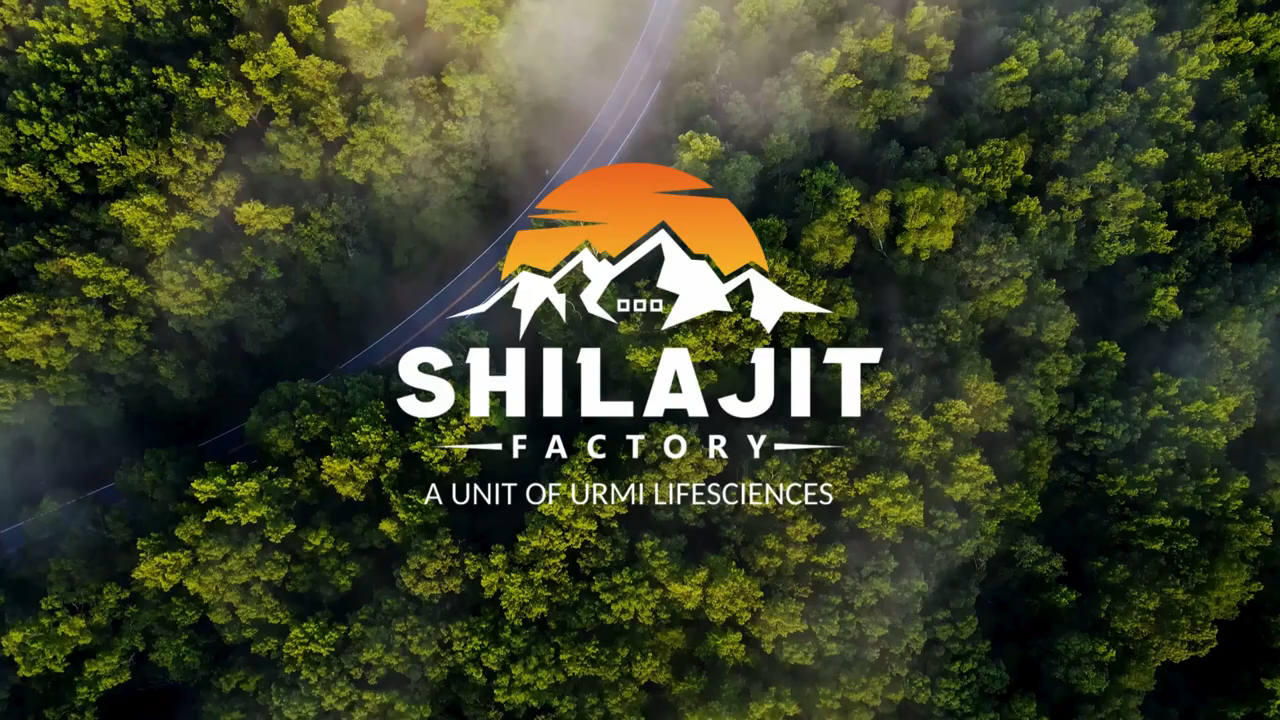 SHILAJIT
FACTORY
A UNIT OF URMI LIFESCIENCES